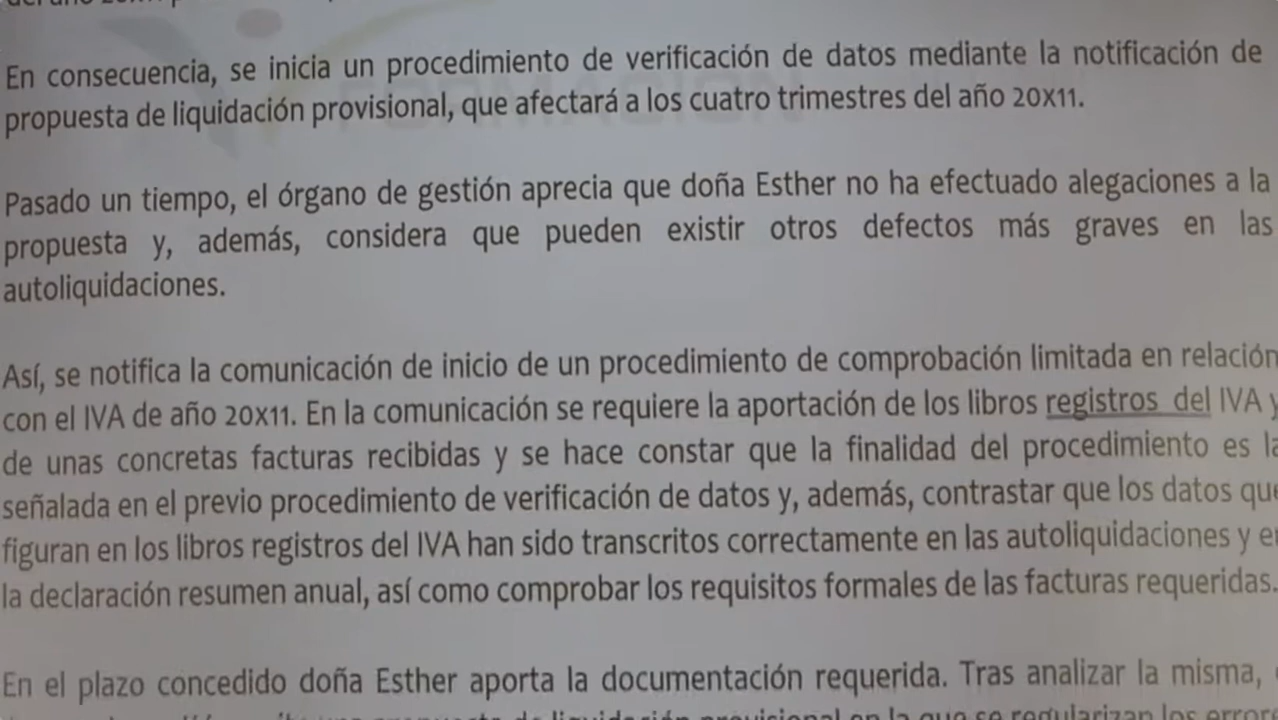 En consecuencia, se inicia un procedimiento de verificación de datos mediante la notificación de
propuesta de liquidación provisional, que afectará a los cuatro trimestres del año 20x11.
Pasado un tiempo, el órgano de gestión aprecia que doña Esther no ha efectuado alegaciones a la
propuesta y, además, considera que pueden existir otros defectos más graves en las
autoliquidaciones.
Así, se notifica la comunicación de inicio de un procedimiento de comprobación limitada en relación
con el IVA de año 20x11. En la comunicación se requiere la aportación de los libros registros del IVA y
de unas concretas facturas recibidas y se hace constar que la finalidad del procedimiento es la
señalada en el previo procedimiento de verificación de datos y, además, contrastar que los datos que
figuran en los libros registros del IVA han sido transcritos correctamente en las autoliquidaciones y en
la declaración resumen anual, así como comprobar los requisitos formales de las facturas requeridas.
En el plazo concedido doña Esther aporta la documentación requerida. Tras analizar la misma,
liquidación provisional en la que se regularizan los